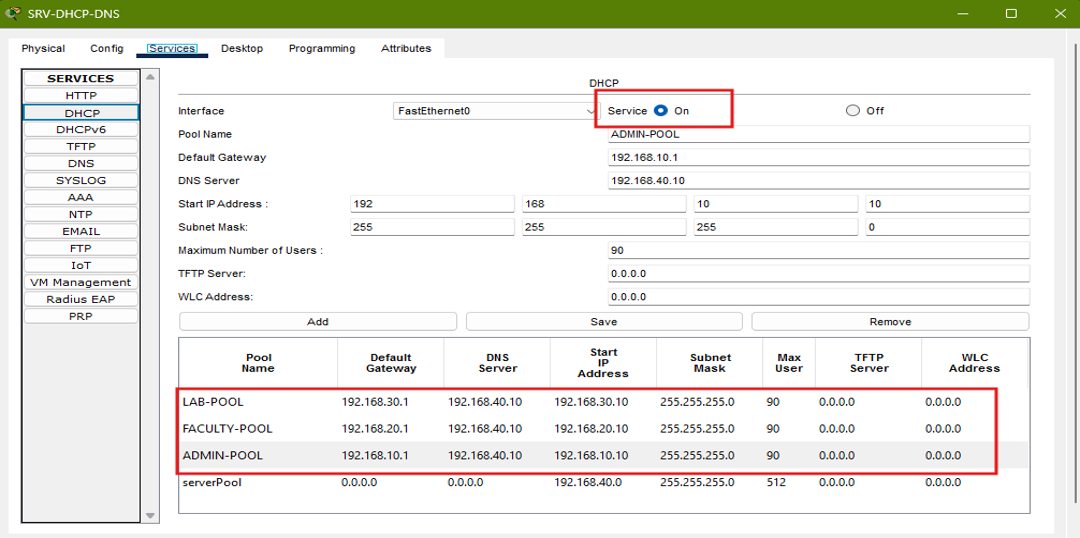 SRV-DHCP-DNS
Physical Config Services Desktop Programming Attributes
SERVICES
HTTP
DHCP
DHCPv6
TFTP
DNS
SYSLOG
AAA
NTP
EMAIL
FTP
IoT
VM Management
Radius EAP
PRP
DHCP
Interface FastEthernet0 Service On Off
Pool Name ADMIN-POOL
Default Gateway 192.168.10.1
DNS Server 192.168.40.10
Start IP Address : 192 168 10 10
Subnet Mask: 255 255 255 0
Maximum Number of Users : 90
TFTP Server: 0.0.0.0
WLC Address: 0.0.0.0
Add Save Remove
Pool Name Default Gateway DNS Server Start IP Address Subnet Mask Max User TFTP Server WLC Address
LAB-POOL 192.168.30.1 192.168.40.10 192.168.30.10 255.255.255.0 90 0.0.0.0 0.0.0.0
FACULTY-POOL 192.168.20.1 192.168.40.10 192.168.20.10 255.255.255.0 90 0.0.0.0 0.0.0.0
ADMIN-POOL 192.168.10.1 192.168.40.10 192.168.10.10 255.255.255.0 90 0.0.0.0 0.0.0.0
serverPool 0.0.0.0 0.0.0.0 192.168.40.0 255.255.255.0 512 0.0.0.0 0.0.0.0